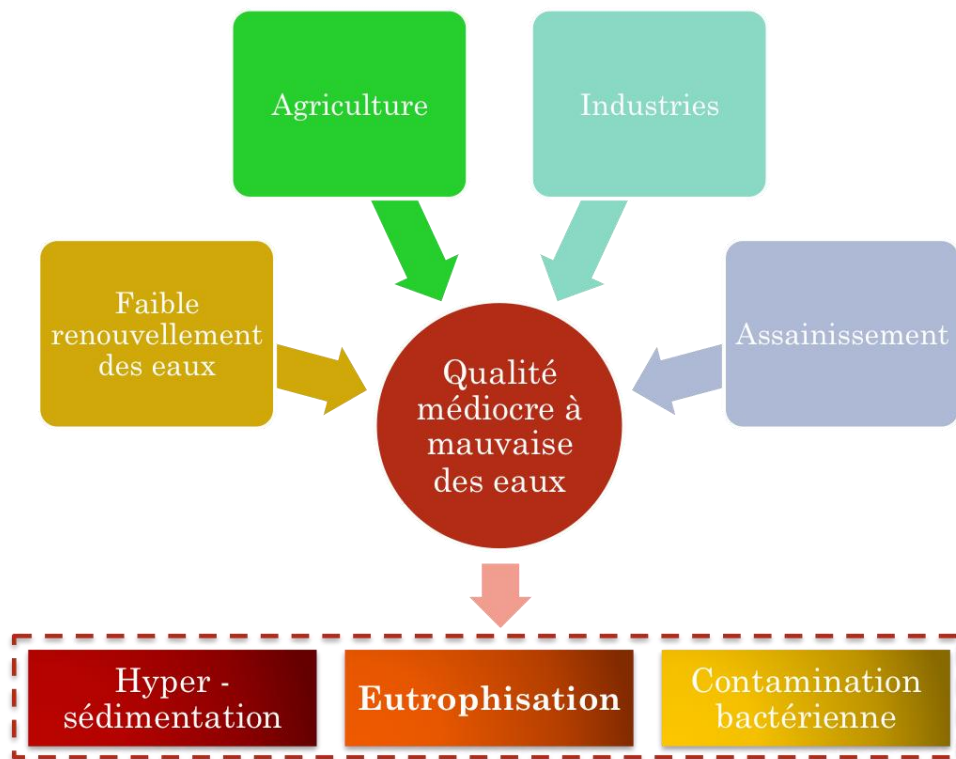 Agriculture
Industries
Faible
renouvellement
des eaux
Assainissement
Qualité
médiocre à
mauvaise
des eaux
Hyper -
sédimentation
Eutrophisation
Contamination
bactérienne